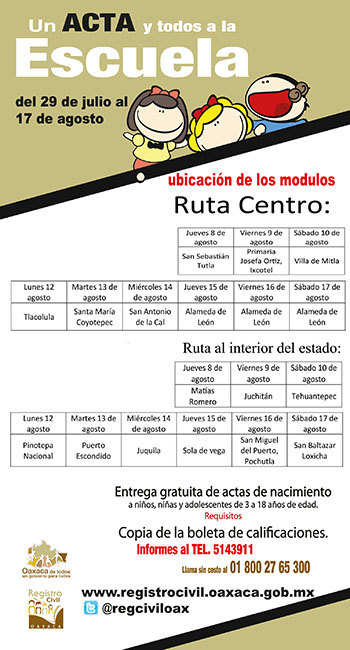 Un ACTA y todos a la
Escuela
del 29 de julio al
17 de agosto
ubicación de los modulos
Ruta Centro:
Jueves 8 de agosto
Viernes 9 de agosto
Sábado 10 de agosto
San Sebastián Tutla
Primaria Josefa Ortiz, Ixcotel
Villa de Mitla
Lunes 12 agosto
Martes 13 de agosto
Miércoles 14 de agosto
Jueves 15 de agosto
Viernes 16 de agosto
Sábado 17 de agosto
Tlacolula
Santa María Coyotepec
San Antonio de la Cal
Alameda de León
Alameda de León
Alameda de León
Ruta al interior del estado:
Jueves 8 de agosto
Viernes 9 de agosto
Sábado 10 de agosto
Matías Romero
Juchitán
Tehuantepec
Lunes 12 agosto
Martes 13 de agosto
Miércoles 14 de agosto
Jueves 15 de agosto
Viernes 16 de agosto
Sábado 17 de agosto
Pinotepa Nacional
Puerto Escondido
Juquila
Sola de vega
San Miguel del Puerto, Pochutla
San Baltazar Loxicha
Entrega gratuita de actas de nacimiento
a niños, niñas y adolescentes de 3 a 18 años de edad.
Requisitos
Copia de la boleta de calificaciones.
Informes al TEL. 5143911
Llama sin costo al 01 800 27 65 300
Oaxaca de todos
un gobierno para todos
Registro
Civil
OAXACA
www.registrocivil.oaxaca.gob.mx
@regciviloax